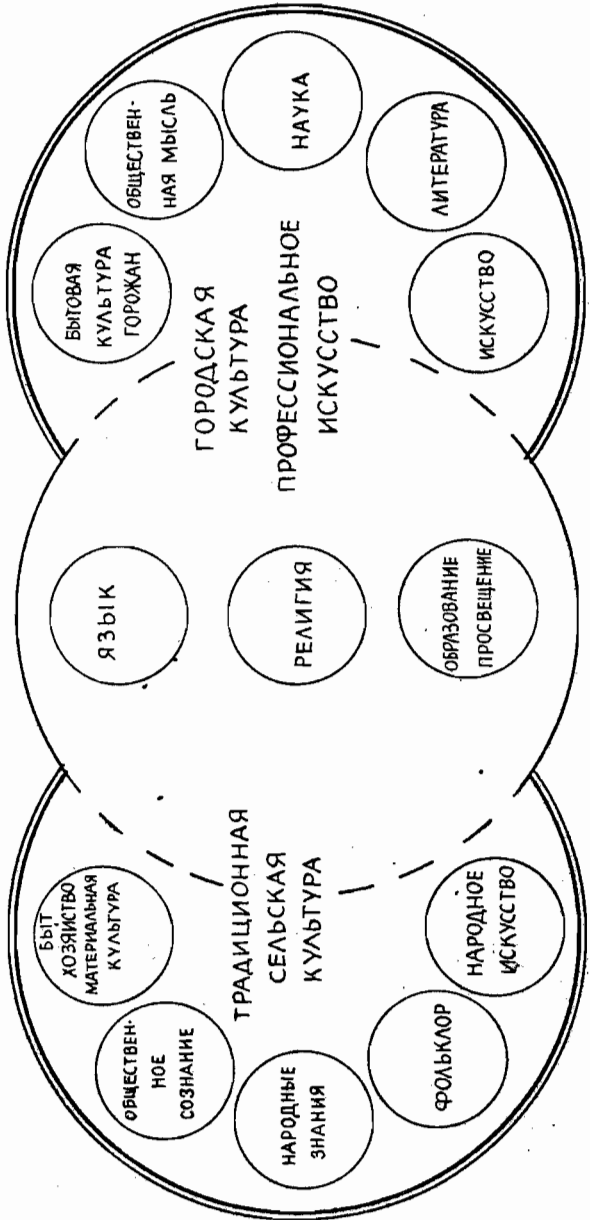 БЫТ
ХОЗЯЙСТВО
МАТЕРИАЛЬНАЯ
КУЛЬТУРА
ОБЩЕСТВЕН-
НОЕ
СОЗНАНИЕ
НАРОДНЫЕ
ЗНАНИЯ
ФОЛЬКЛОР
НАРОДНОЕ
ИСКУССТВО
ТРАДИЦИОННАЯ
СЕЛЬСКАЯ
КУЛЬТУРА
ЯЗЫК
РЕЛИГИЯ
ОБРАЗОВАНИЕ
ПРОСВЕЩЕНИЕ
ГОРОДСКАЯ
КУЛЬТУРА
ПРОФЕССИОНАЛЬНОЕ
ИСКУССТВО
БЫТОВАЯ
КУЛЬТУРА
ГОРОЖАН
ОБЩЕСТВЕН-
НАЯ МЫСЛЬ
НАУКА
ЛИТЕРАТУРА
ИСКУССТВО